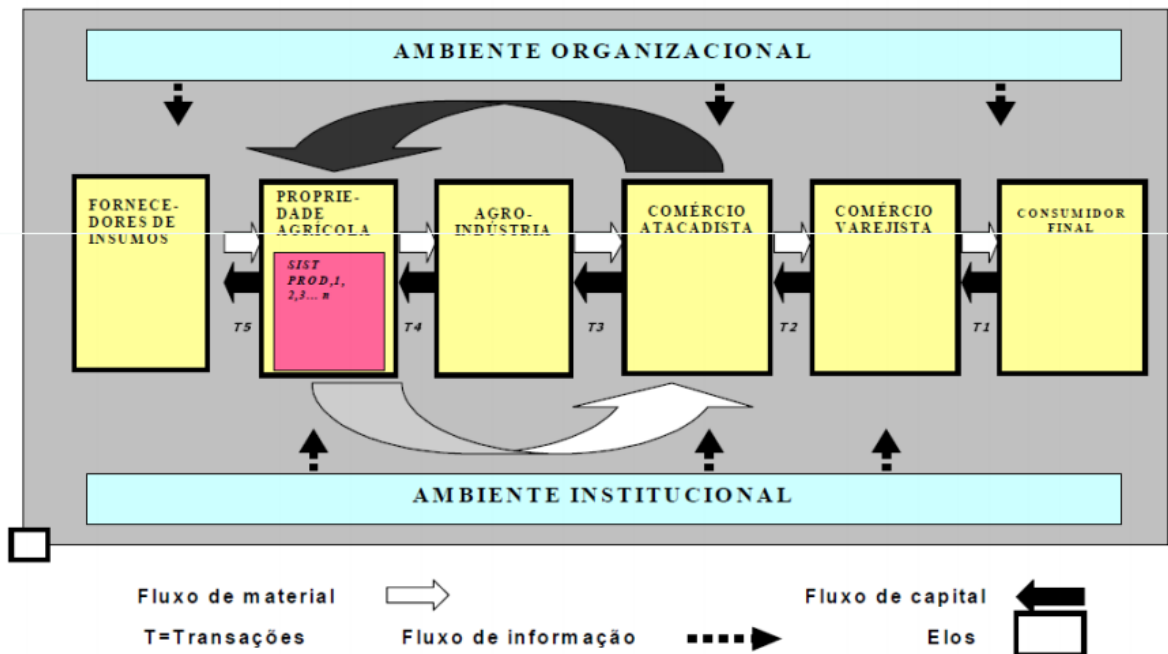 AMBIENTE ORGANIZACIONAL
FORNECE-
DORES DE
INSUMOS
PROPRIE-
DADE
AGRÍCOLA
SIST
PROD,1,
2,3... n
AGRO-
INDÚSTRIA
COMÉRCIO
ATACADISTA
COMÉRCIO
VAREJISTA
CONSUMIDOR
FINAL
T5
T4
T3
T2
T1
AMBIENTE INSTITUCIONAL
Fluxo de material
Fluxo de capital
T=Transações
Fluxo de informação
Elos